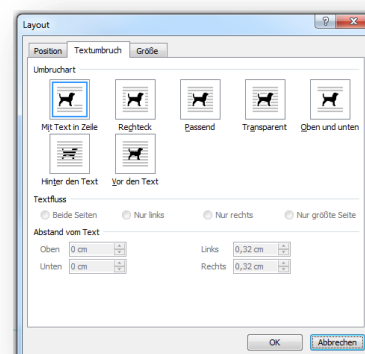 Layout
Position Textumbruch Größe
Umbruchart
Mit Text in Zeile Rechteck Passend Transparent Oben und unten
Hinter den Text Vor den Text
Textfluss
Beide Seiten Nur links Nur rechts Nur größte Seite
Abstand vom Text
Oben 0 cm Links 0,32 cm
Unten 0 cm Rechts 0,32 cm
OK Abbrechen